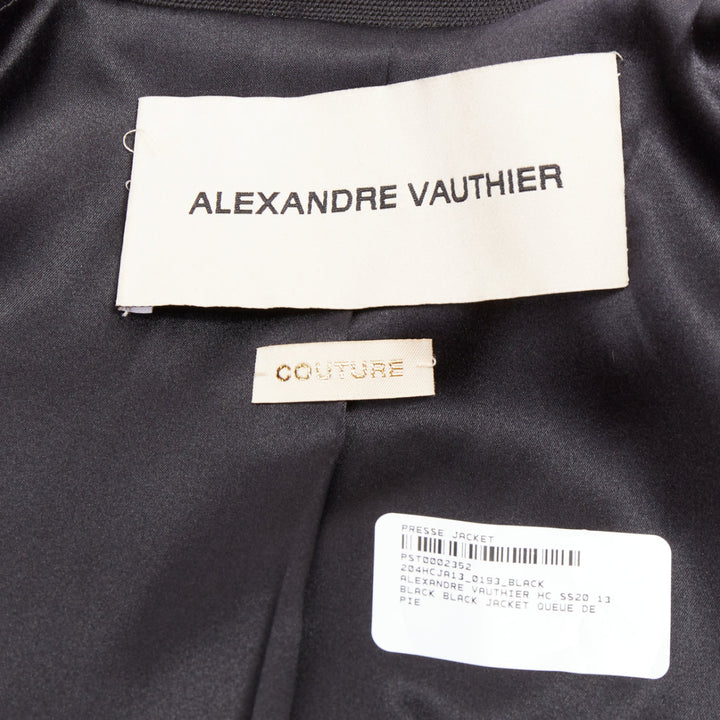 ALEXANDRE VAUTHIER
COUTURE
PRESSE JACKET
PST0002352
204HCJA13_0193_BLACK
ALEXANDRE VAUTHIER HC SS20 13
BLACK BLACK JACKET QUEUE DE
PIE